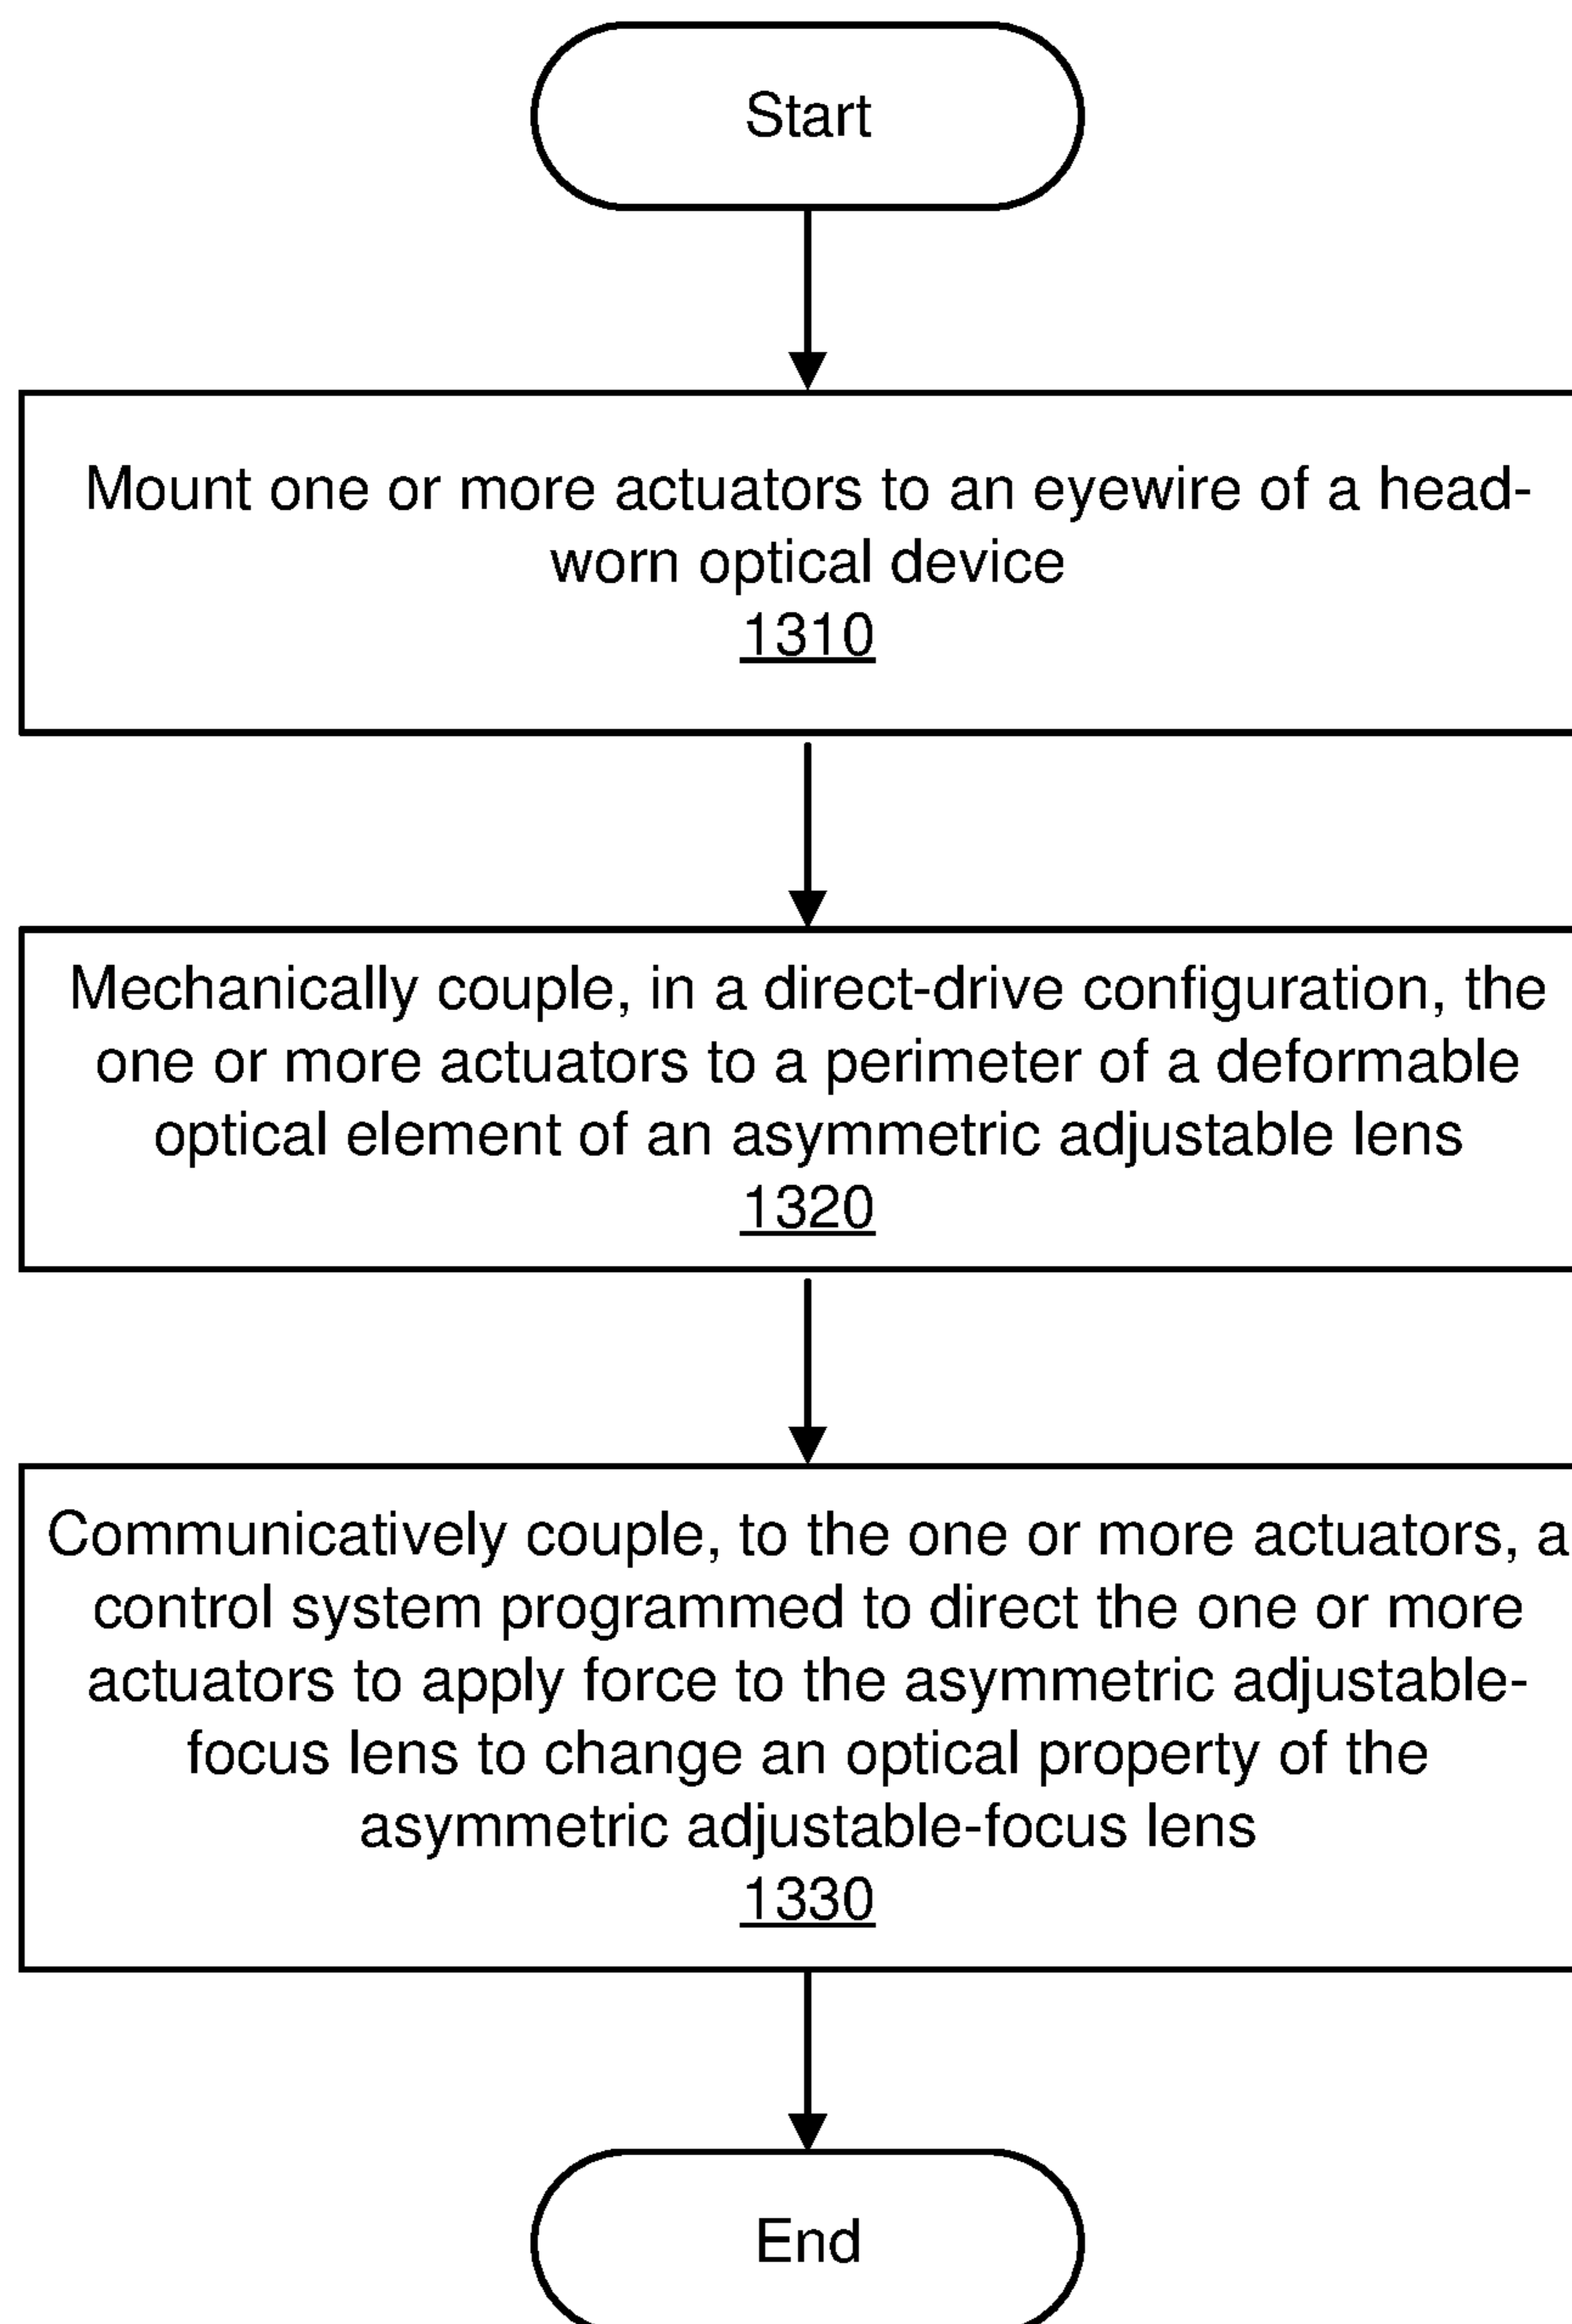 Start
Mount one or more actuators to an eyewire of a head-
worn optical device
1310
Mechanically couple, in a direct-drive configuration, the
one or more actuators to a perimeter of a deformable
optical element of an asymmetric adjustable lens
1320
Communicatively couple, to the one or more actuators, a
control system programmed to direct the one or more
actuators to apply force to the asymmetric adjustable-
focus lens to change an optical property of the
asymmetric adjustable-focus lens
1330
End